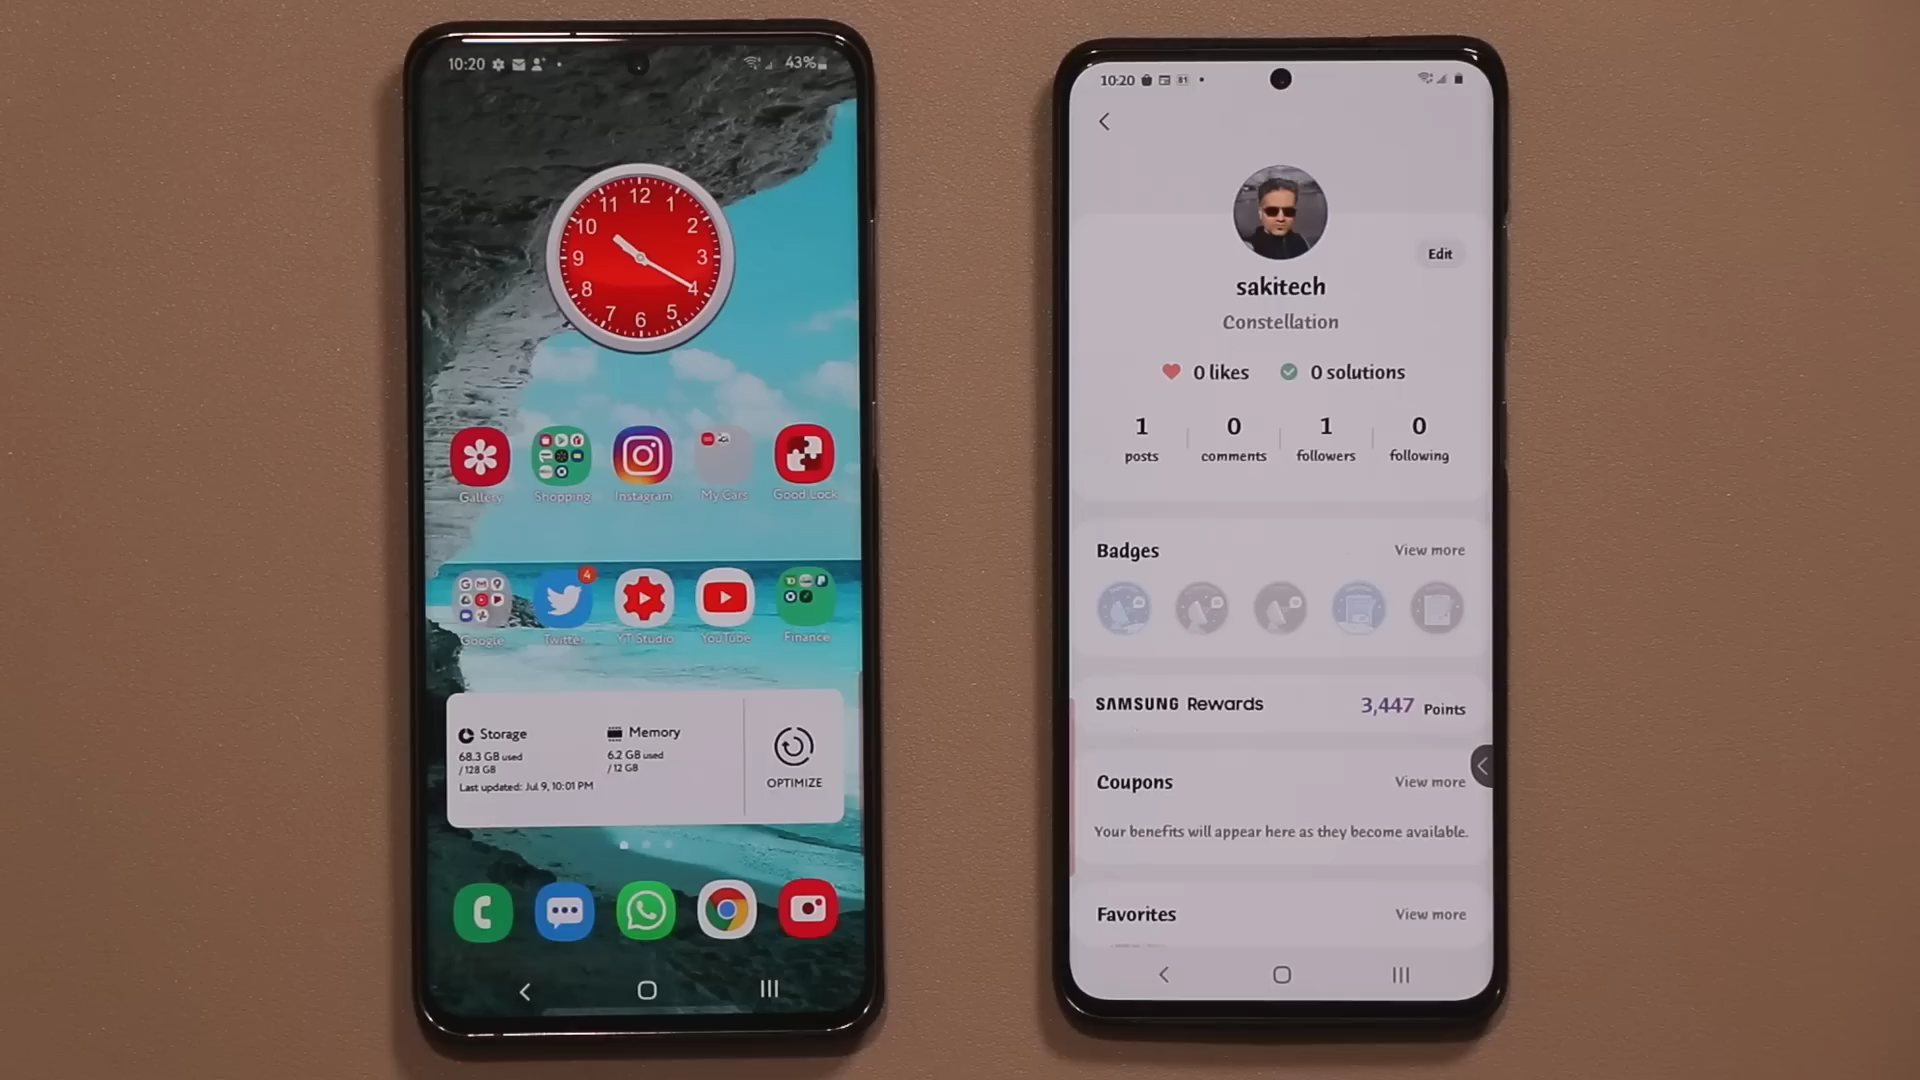 10:20
43%
12
11 1
10 2
9 3
8 4
7 5
6
Gallery Shopping Instagram My Cars Good Lock
4
Google Twitter YT Studio YouTube Finance
Storage
68.3 GB used
/ 128 GB
Last updated: Jul 9, 10:01 PM
Memory
6.2 GB used
/ 12 GB
OPTIMIZE
10:20
81
Edit
sakitech
Constellation
0 likes 0 solutions
1 0 1 0
posts comments followers following
Badges View more
SAMSUNG Rewards 3,447 Points
Coupons View more
Your benefits will appear here as they become available.
Favorites View more